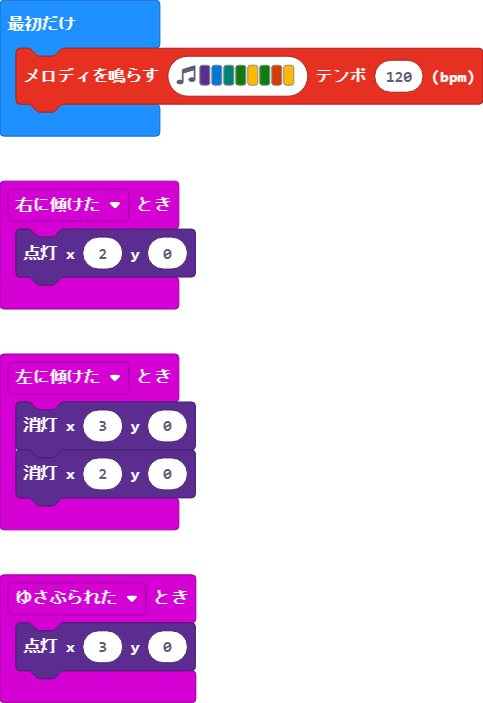 最初だけ
メロディを鳴らす テンポ 120 (bpm)
右に傾けた とき
点灯 x 2 y 0
左に傾けた とき
消灯 x 3 y 0
消灯 x 2 y 0
ゆさぶられた とき
点灯 x 3 y 0